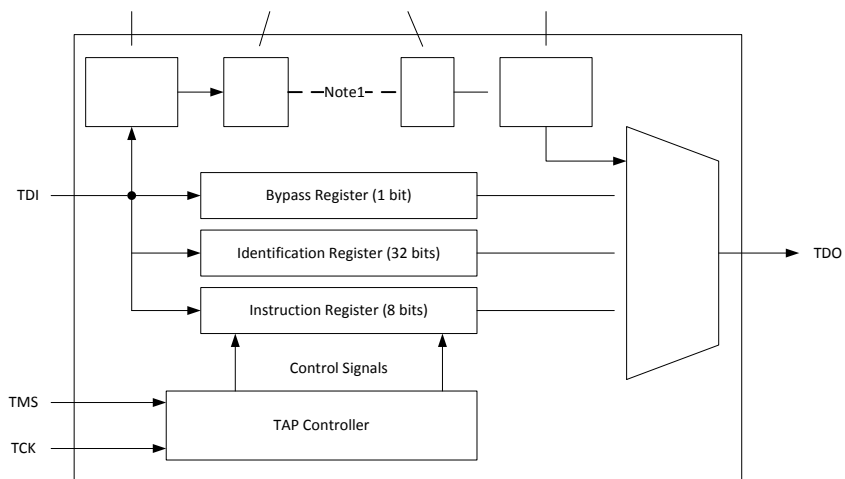 Note1
TDI
Bypass Register (1 bit)
Identification Register (32 bits)
TDO
Instruction Register (8 bits)
Control Signals
TMS
TAP Controller
TCK